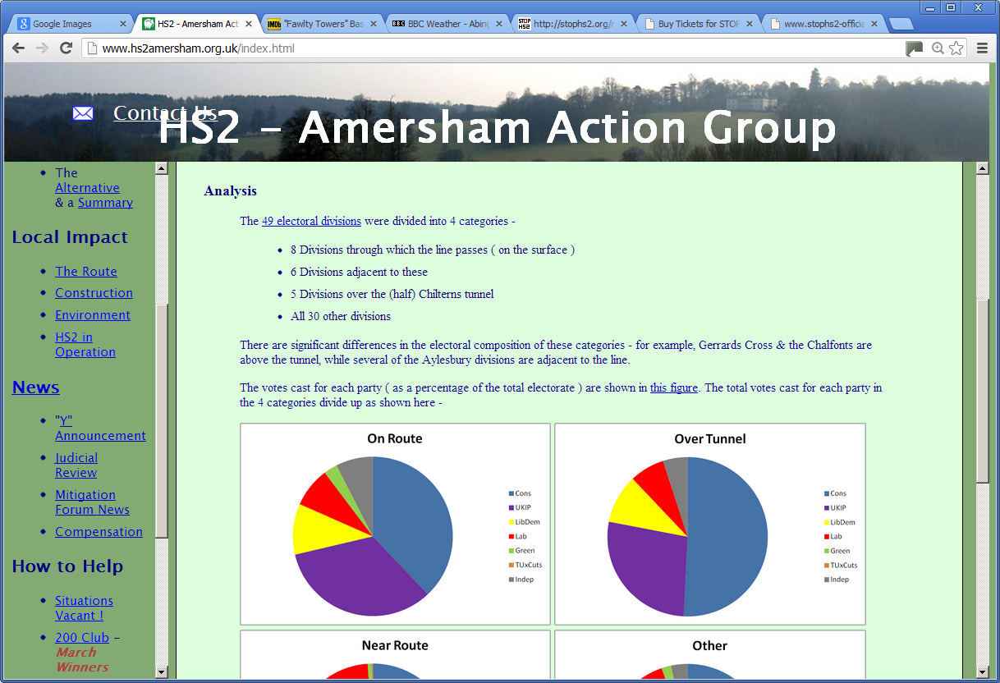 Google Images
HS2 - Amersham Act
IMDb "Fawlty Towers" Bas
BBC BBC Weather - Abing
STOP HS2 http://stophs2.org/r
Buy Tickets for STOP
www.stophs2-officia
www.hs2amersham.org.uk/index.html
Contact Us
HS2 - Amersham Action Group
• The
Alternative
& a Summary
Local Impact
• The Route
• Construction
• Environment
• HS2 in
Operation
News
• "Y"
Announcement
• Judicial
Review
• Mitigation
Forum News
• Compensation
How to Help
• Situations
Vacant !
• 200 Club –
March
Winners
Analysis
The 49 electoral divisions were divided into 4 categories -
• 8 Divisions through which the line passes ( on the surface )
• 6 Divisions adjacent to these
• 5 Divisions over the (half) Chilterns tunnel
• All 30 other divisions
There are significant differences in the electoral composition of these categories - for example, Gerrards Cross & the Chalfonts are
above the tunnel, while several of the Aylesbury divisions are adjacent to the line.
The votes cast for each party ( as a percentage of the total electorate ) are shown in this figure. The total votes cast for each party in
the 4 categories divide up as shown here -
On Route
Cons
UKIP
LibDem
Lab
Green
TUxCuts
Indep
Over Tunnel
Cons
UKIP
LibDem
Lab
Green
TUxCuts
Indep
Near Route
Other